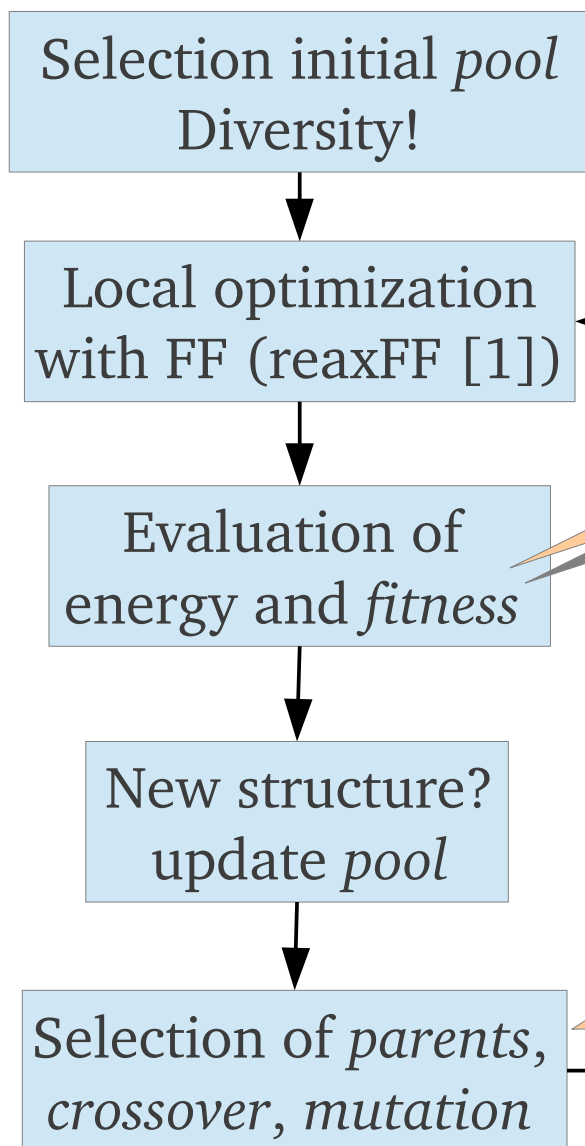 Selection initial pool
Diversity!
Local optimization
with FF (reaxFF [1])
Evaluation of
energy and fitness
New structure?
update pool
Selection of parents,
crossover, mutation